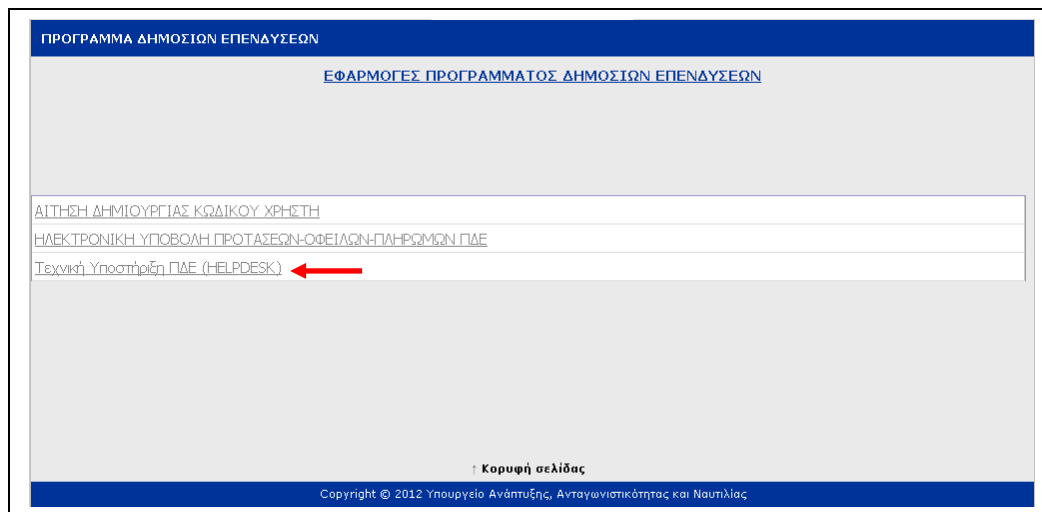 ΠΡΟΓΡΑΜΜΑ ΔΗΜΟΣΙΩΝ ΕΠΕΝΔΥΣΕΩΝ
ΕΦΑΡΜΟΓΕΣ ΠΡΟΓΡΑΜΜΑΤΟΣ ΔΗΜΟΣΙΩΝ ΕΠΕΝΔΥΣΕΩΝ
ΑΙΤΗΣΗ ΔΗΜΙΟΥΡΓΙΑΣ ΚΩΔΙΚΟΥ ΧΡΗΣΤΗ
ΗΛΕΚΤΡΟΝΙΚΗ ΥΠΟΒΟΛΗ ΠΡΟΤΑΣΕΩΝ-ΟΦΕΙΛΩΝ-ΠΛΗΡΩΜΩΝ ΠΔΕ
Τεχνική Υποστήριξη ΠΔΕ (HELPDESK)
↑ Κορυφή σελίδας
Copyright © 2012 Υπουργείο Ανάπτυξης, Ανταγωνιστικότητας και Ναυτιλίας